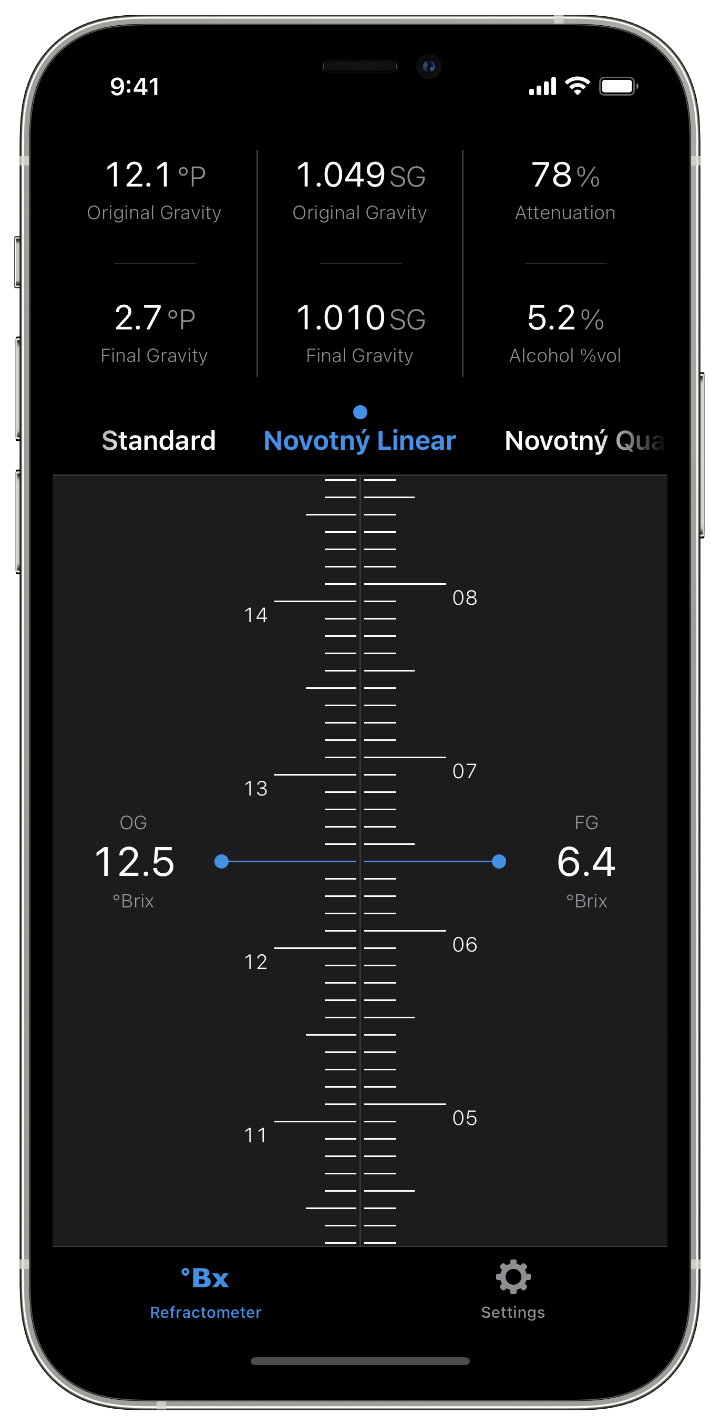 9:41
12.1 °P
Original Gravity
1.049 SG
Original Gravity
78 %
Attenuation
2.7 °P
Final Gravity
1.010 SG
Final Gravity
5.2 %
Alcohol %vol
Standard
Novotný Linear
Novotný Qua
14
08
13
07
OG
12.5
°Brix
FG
6.4
°Brix
12
06
11
05
°Bx
Refractometer
Settings